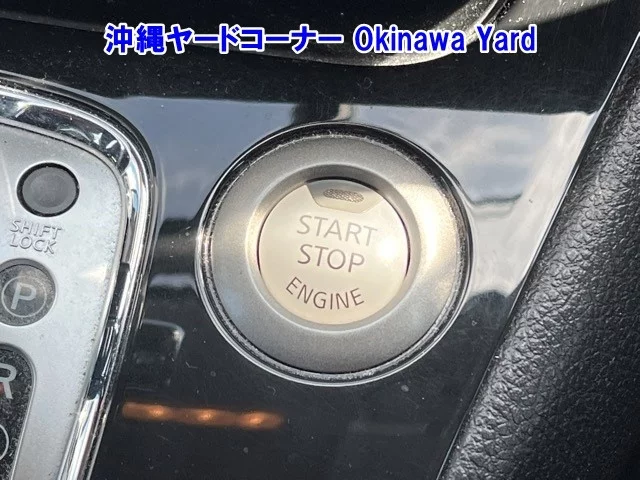 沖縄ヤードコーナー Okinawa Yard
SHIFT
LOCK
P
R
START
STOP
ENGINE